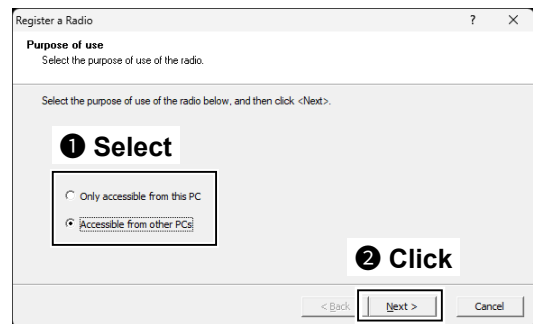 Register a Radio ? ×
Purpose of use
Select the purpose of use of the radio.
Select the purpose of use of the radio below, and then click <Next>.
❶ Select
Only accessible from this PC
Accessible from other PCs
❷ Click
< Back Next > Cancel